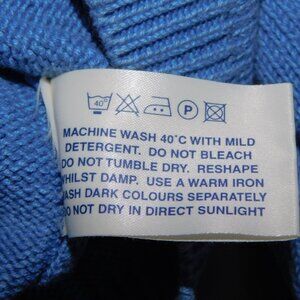 40° P
MACHINE WASH 40°C WITH MILD
DETERGENT. DO NOT BLEACH
DO NOT TUMBLE DRY. RESHAPE
WHILST DAMP. USE A WARM IRON
WASH DARK COLOURS SEPARATELY
DO NOT DRY IN DIRECT SUNLIGHT